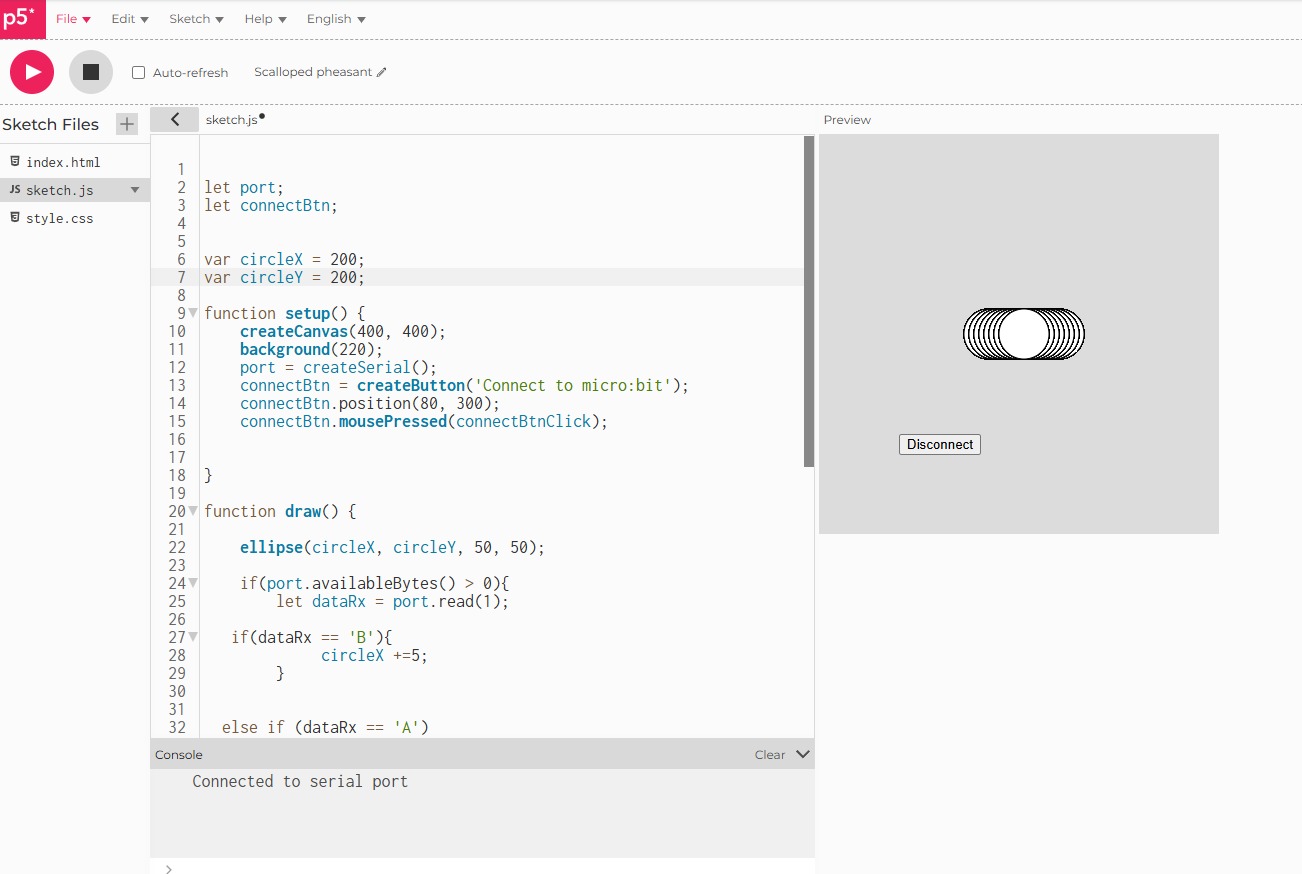 p5*
File Edit Sketch Help English
Auto-refresh Scalloped pheasant
Sketch Files
index.html
JS sketch.js
style.css
sketch.js
1
2 let port;
3 let connectBtn;
4
5
6 var circleX = 200;
7 var circleY = 200;
8
9 function setup() {
10 createCanvas(400, 400);
11 background(220);
12 port = createSerial();
13 connectBtn = createButton('Connect to micro:bit');
14 connectBtn.position(80, 300);
15 connectBtn.mousePressed(connectBtnClick);
16
17
18 }
19
20 function draw() {
21
22 ellipse(circleX, circleY, 50, 50);
23
24 if(port.availableBytes() > 0){
25 let dataRx = port.read(1);
26
27 if(dataRx == 'B'){
28 circleX +=5;
29 }
30
31
32 else if (dataRx == 'A')
Console Clear
Connected to serial port
>
Preview
Disconnect